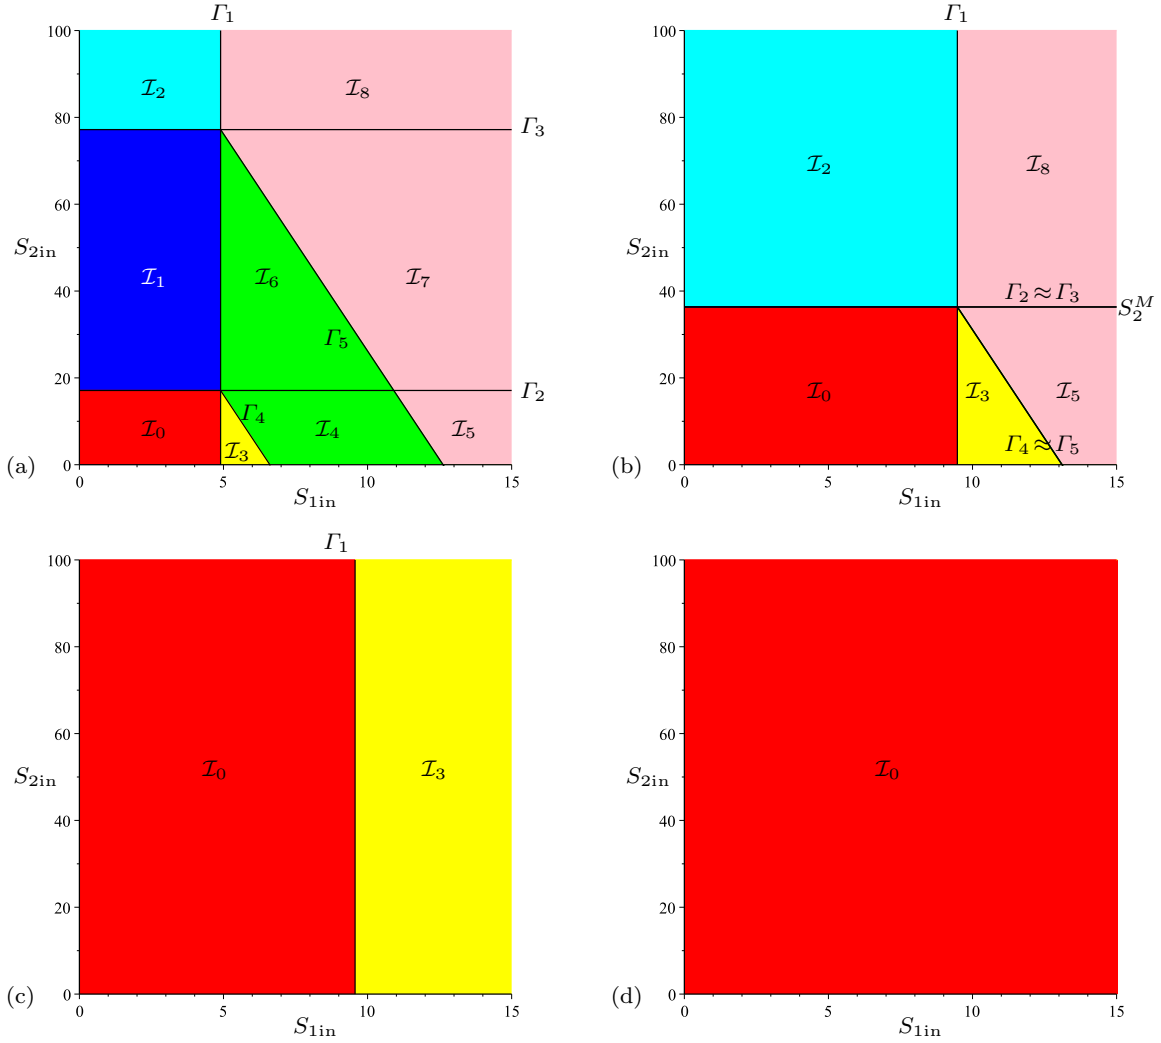 Γ₁ Γ₁
100 100
ℐ₂ ℐ₈
80 80
Γ₃
ℐ₂ ℐ₈
60 60
S₂ᵢₙ S₂ᵢₙ
ℐ₁ ℐ₆ ℐ₇
40 40
Γ₂ ≈ Γ₃
S₂ᴹ
Γ₅
20 20
Γ₂
ℐ₀ ℐ₃ ℐ₅
Γ₄
ℐ₀ ℐ₃ ℐ₄ ℐ₅
Γ₄ ≈ Γ₅
(a) 0 (b) 0
0 5 10 15 0 5 10 15
S₁ᵢₙ S₁ᵢₙ
Γ₁
100 100
80 80
60 60
S₂ᵢₙ ℐ₀ ℐ₃ S₂ᵢₙ ℐ₀
40 40
20 20
(c) 0 (d) 0
0 5 10 15 0 5 10 15
S₁ᵢₙ S₁ᵢₙ